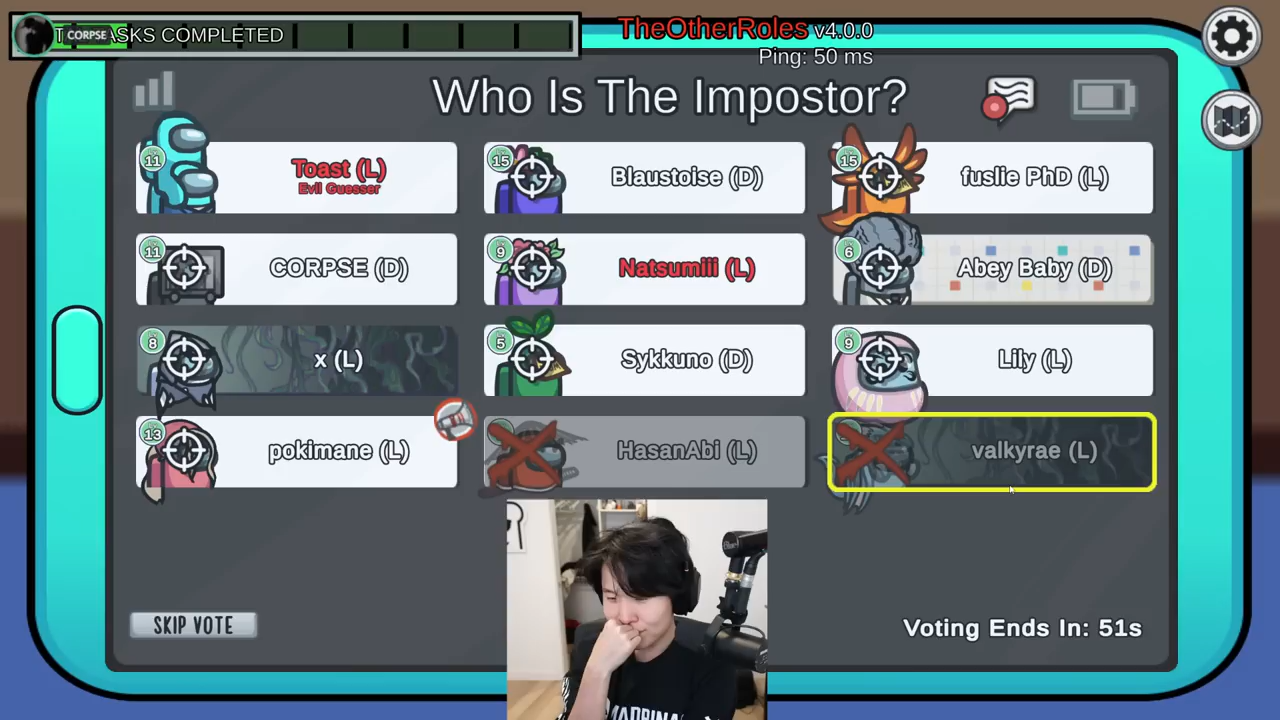 CORPSE
ASKS COMPLETED
TheOtherRoles v4.0.0
Ping: 50 ms
Who Is The Impostor?
11
Toast (L)
Evil Guesser
15
Blaustoise (D)
15
fuslie PhD (L)
11
CORPSE (D)
9
Natsumiii (L)
6
Abey Baby (D)
8
x (L)
5
Sykkuno (D)
9
Lily (L)
13
pokimane (L)
HasanAbi (L)
valkyrae (L)
SKIP VOTE
Voting Ends In: 51s
MADRINA